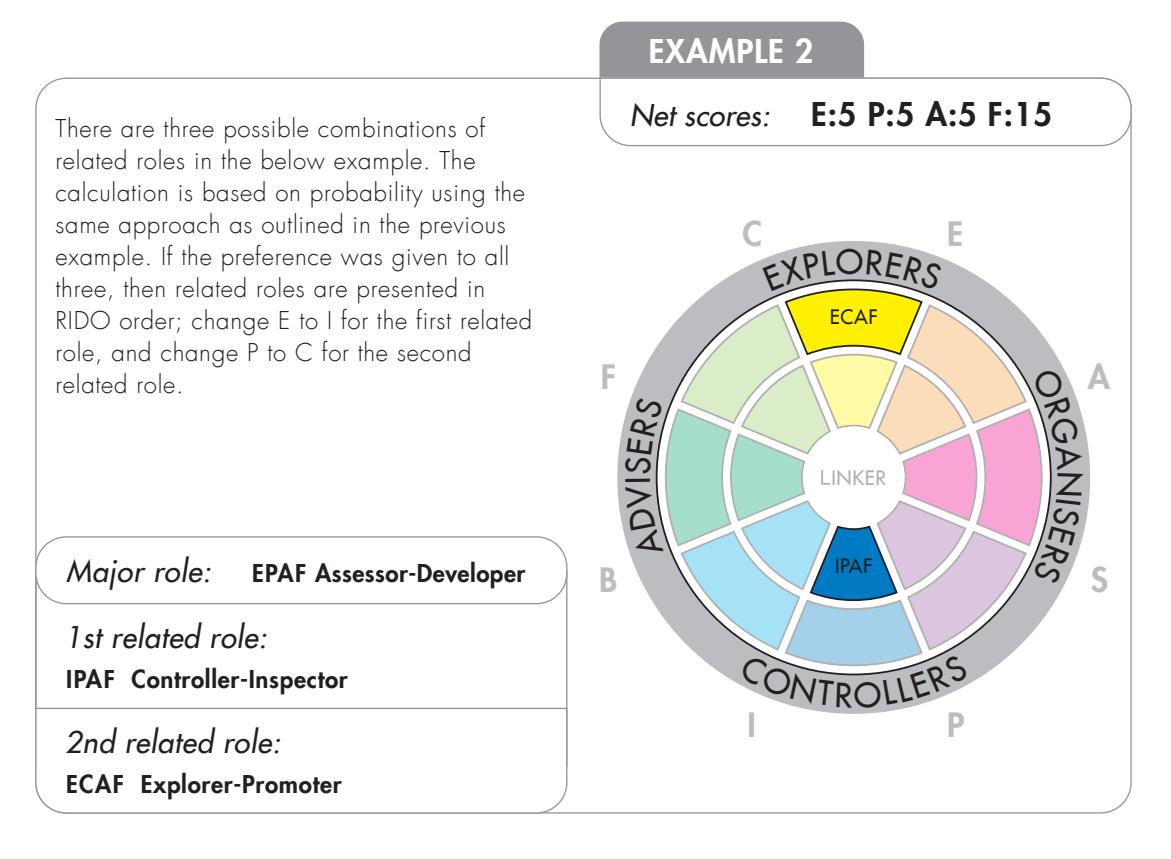 EXAMPLE 2
Net scores: E:5 P:5 A:5 F:15
There are three possible combinations of
related roles in the below example. The
calculation is based on probability using the
same approach as outlined in the previous
example. If the preference was given to all
three, then related roles are presented in
RIDO order; change E to I for the first related
role, and change P to C for the second
related role.
Major role: EPAF Assessor-Developer
1st related role:
IPAF Controller-Inspector
2nd related role:
ECAF Explorer-Promoter
C
E
EXPLORERS
ECAF
F
A
ADVISERS
ORGANISERS
LINKER
IPAF
B
S
CONTROLLERS
I
P